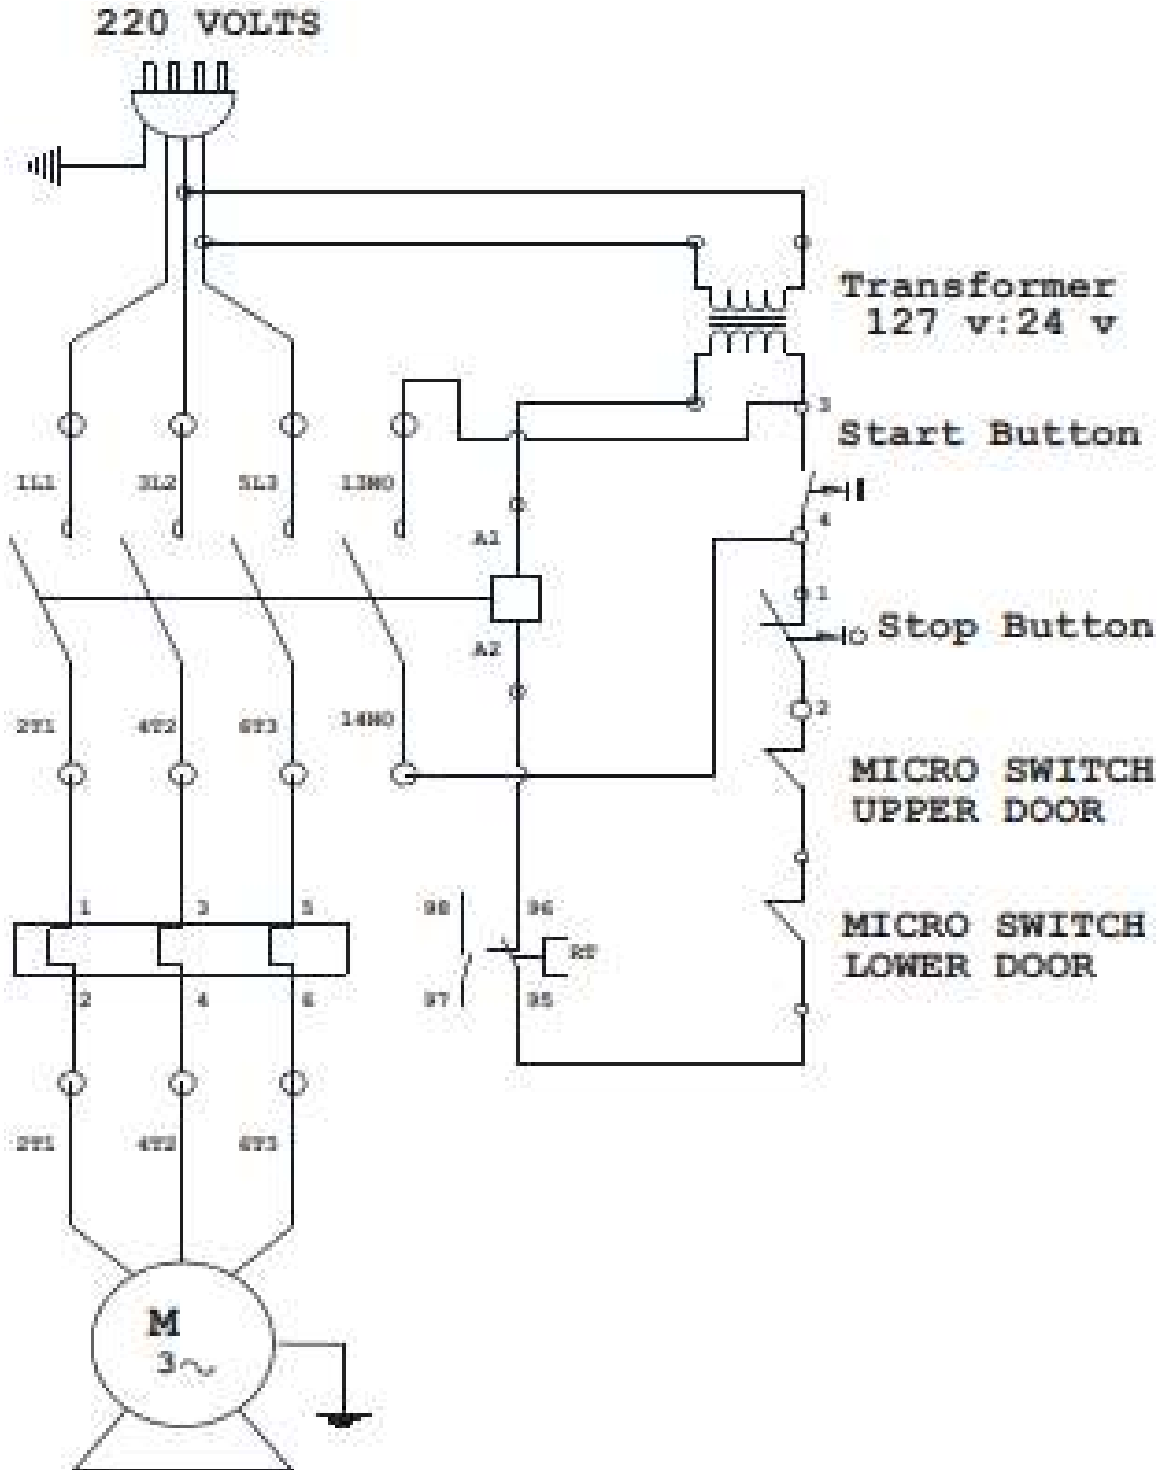 220 VOLTS
Transformer
127 v:24 v
3
Start Button
1L1
3L2
5L3
13NO
4
A1
1
Stop Button
A2
2T1
4T2
6T3
14NO
2
MICRO SWITCH
UPPER DOOR
1
3
5
98
96
MICRO SWITCH
LOWER DOOR
RT
2
4
6
97
95
2T1
4T2
6T3
M
3~